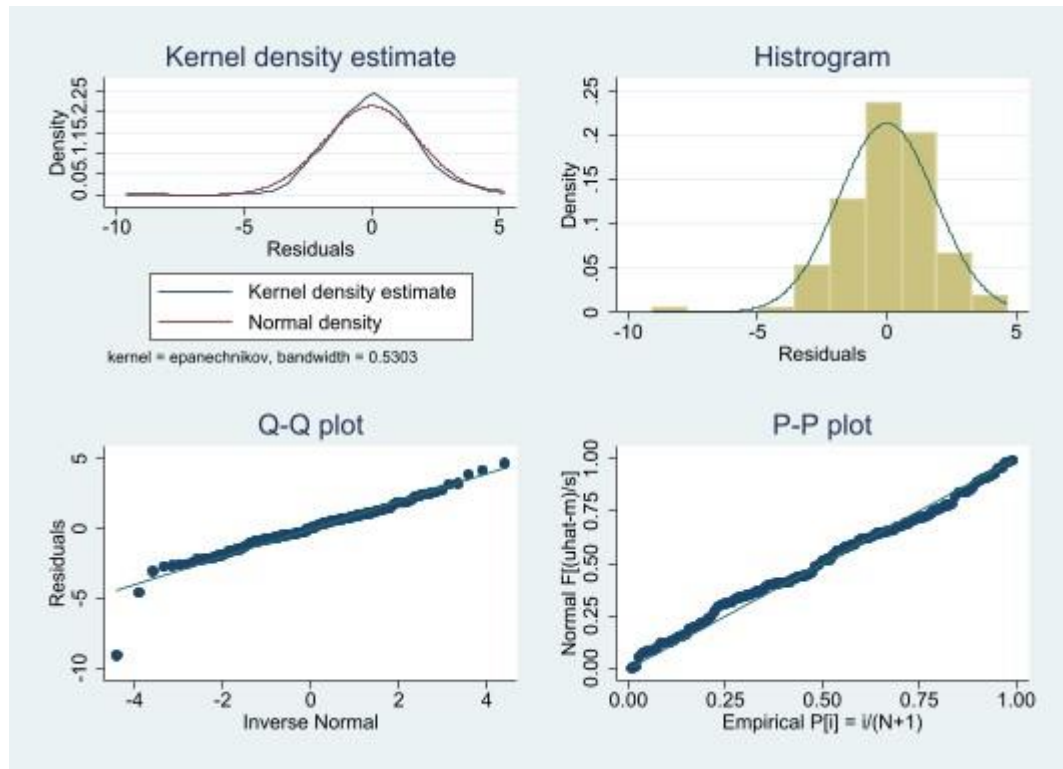 Kernel density estimate
Density
0 .05 .1 .15 .2 .25
-10 -5 0 5
Residuals
Kernel density estimate
Normal density
kernel = epanechnikov, bandwidth = 0.5303
Histrogram
Density
0 .05 .1 .15 .2 .25
-10 -5 0 5
Residuals
Q-Q plot
Residuals
-10 -5 0 5
-4 -2 0 2 4
Inverse Normal
P-P plot
Normal F[(uhat-m)/s]
0.00 0.25 0.50 0.75 1.00
0.00 0.25 0.50 0.75 1.00
Empirical P[i] = i/(N+1)